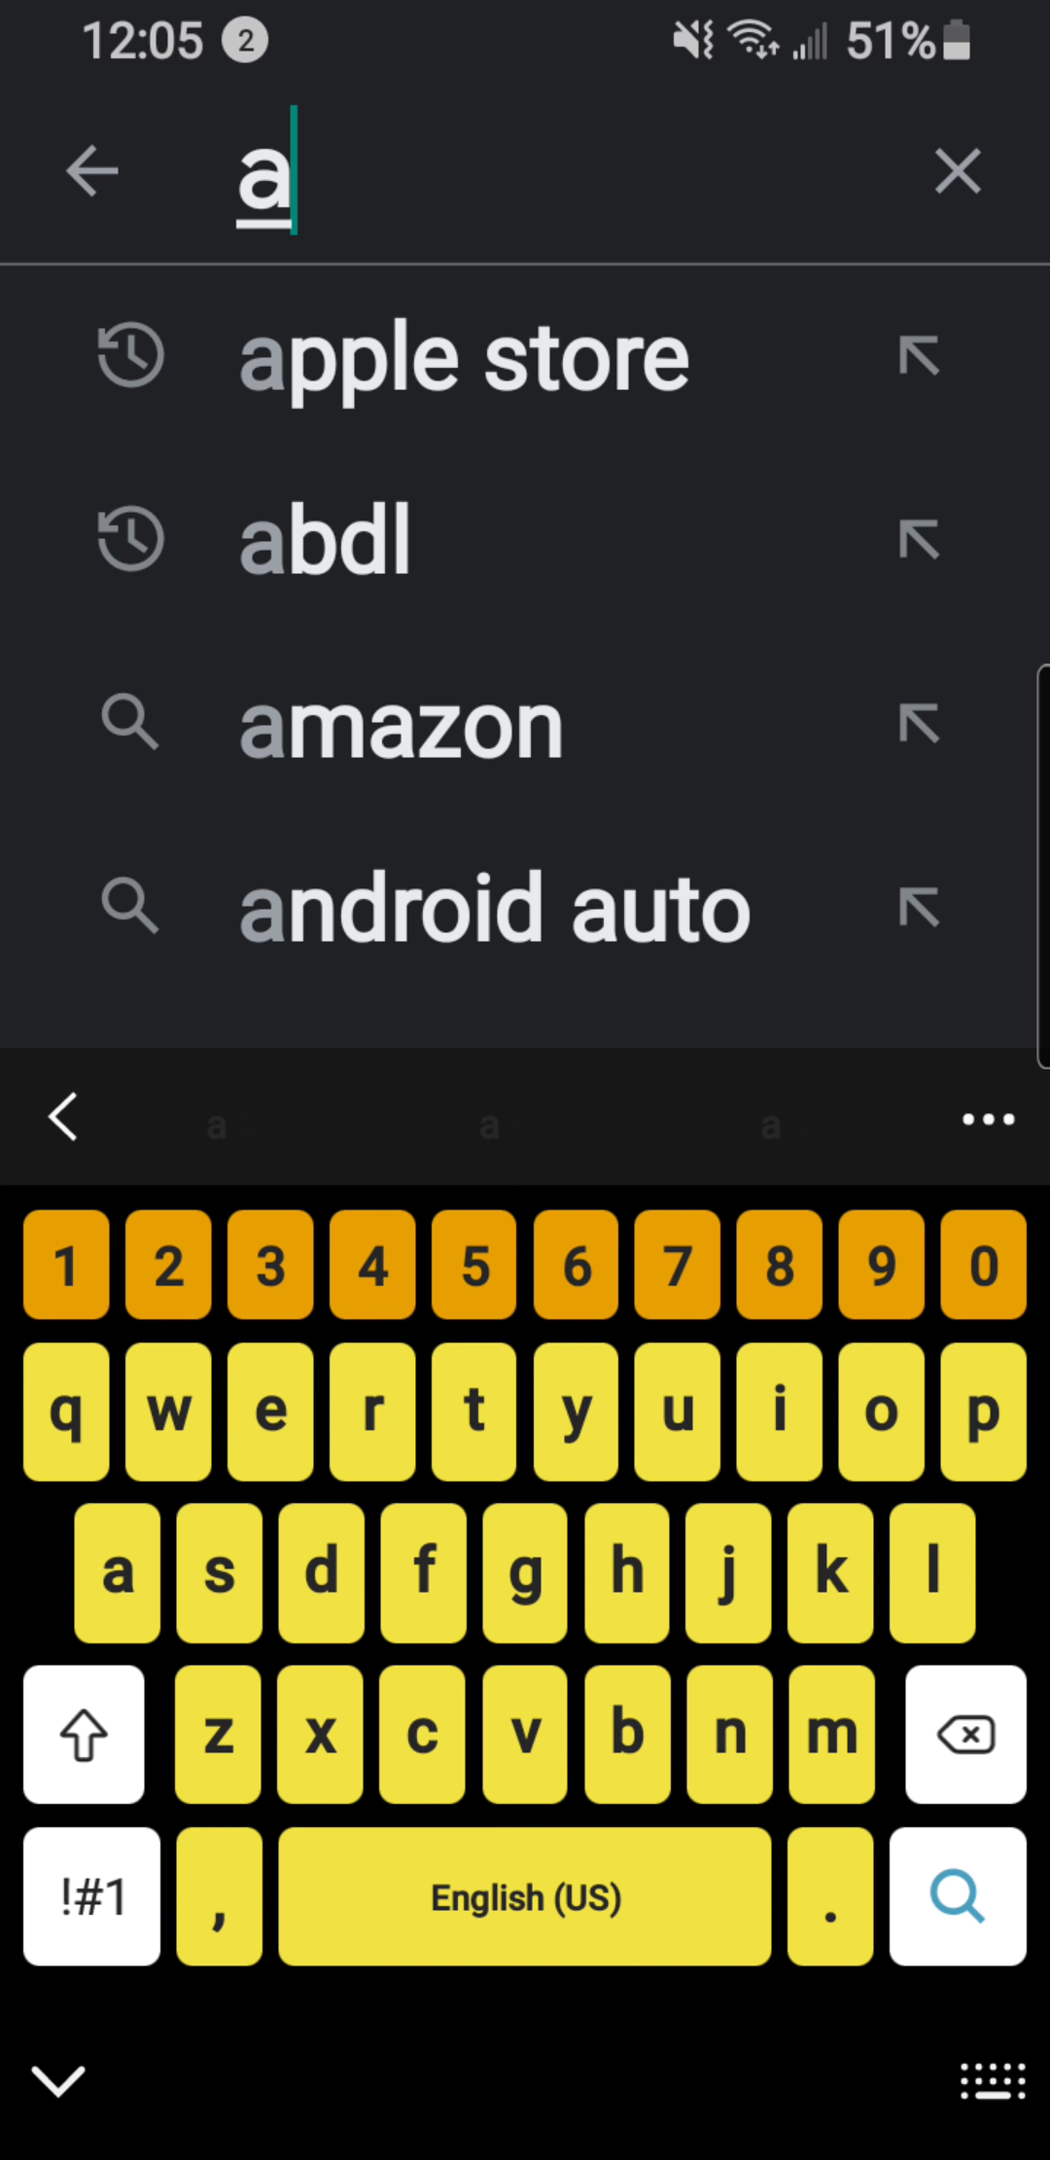 12:05 2 51%
a
apple store
abdl
amazon
android auto
a a a
1 2 3 4 5 6 7 8 9 0
q w e r t y u i o p
a s d f g h j k l
z x c v b n m
!#1 , English (US) .